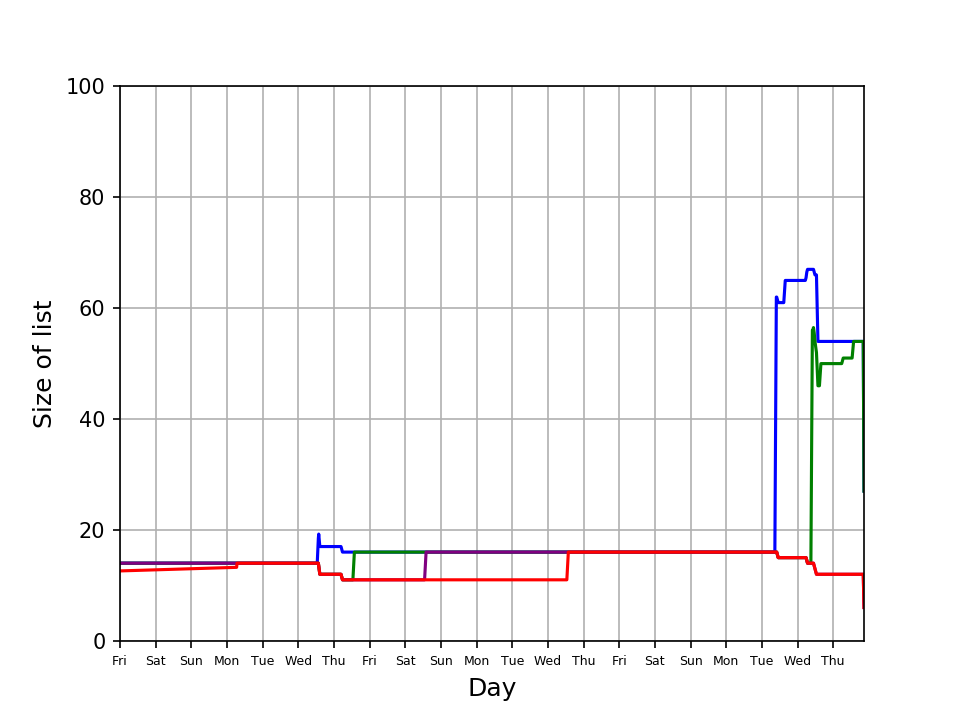 100
80
60
40
20
0
Size of list
Fri Sat Sun Mon Tue Wed Thu Fri Sat Sun Mon Tue Wed Thu Fri Sat Sun Mon Tue Wed Thu
Day